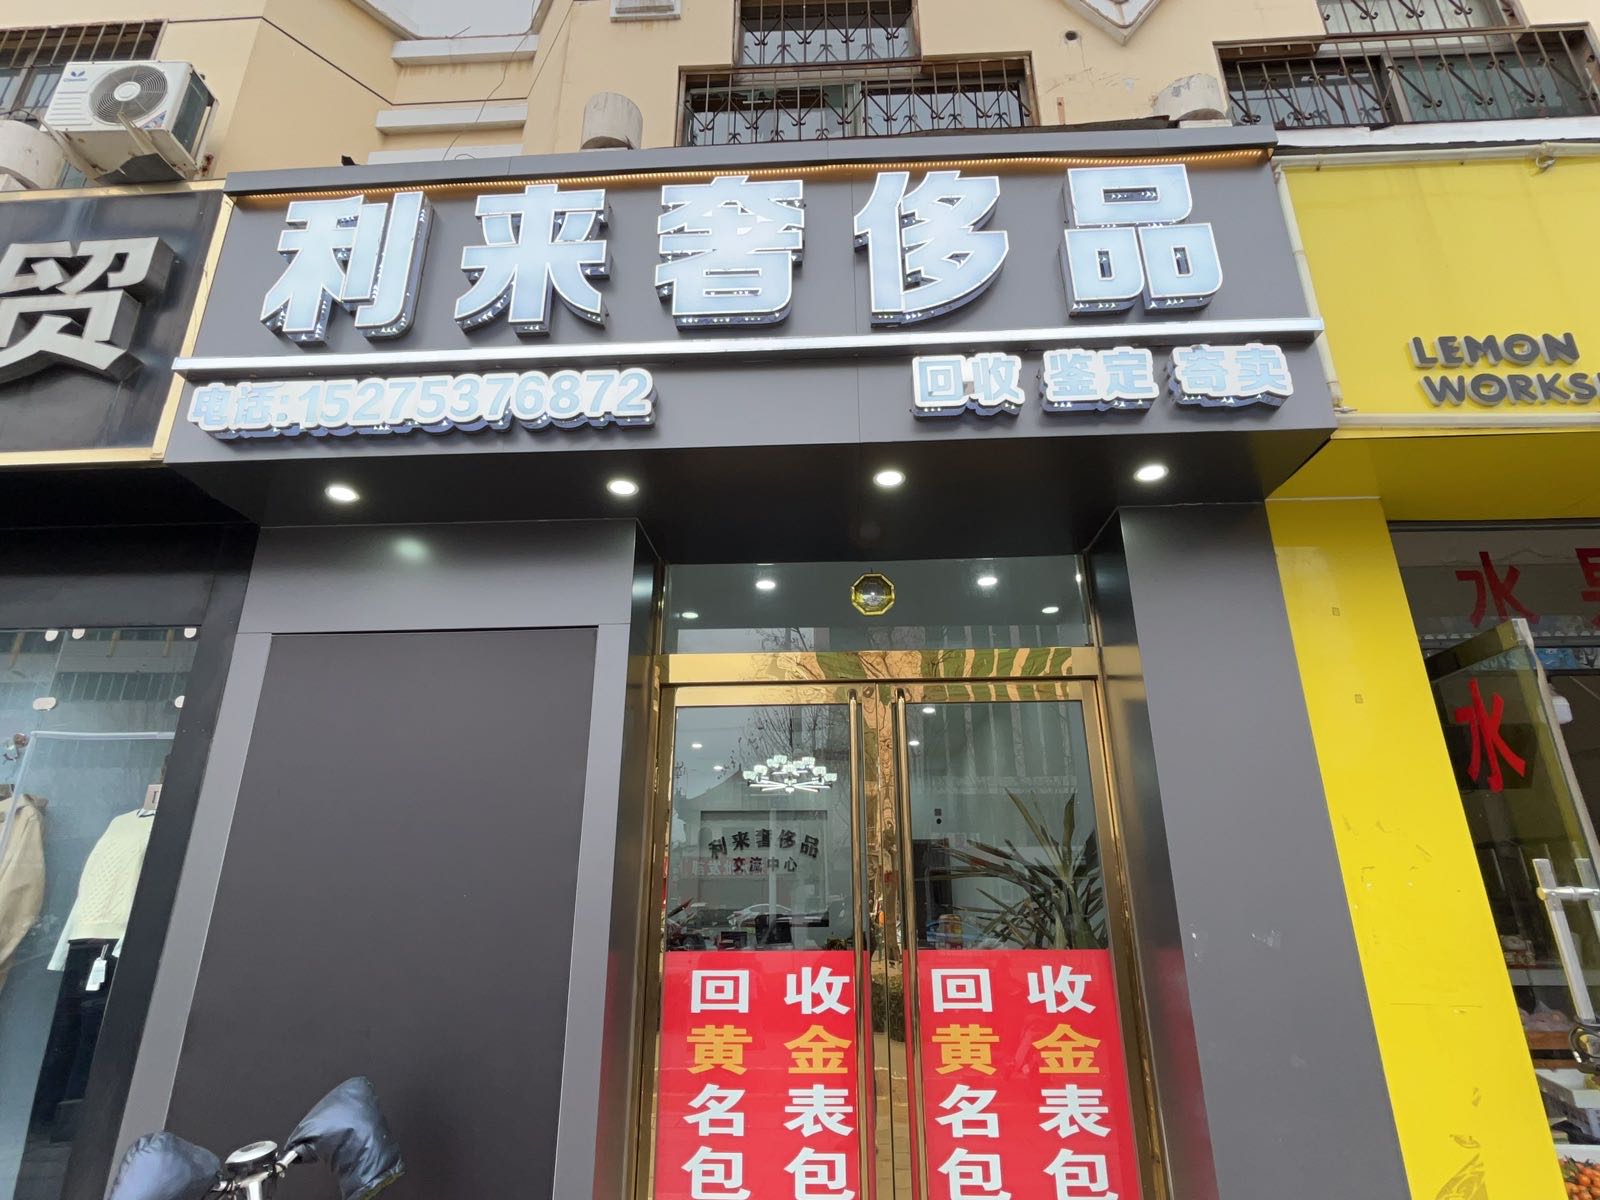 贸
利来奢侈品
电话:15275376872
回收 鉴定 寄卖
LEMON
WORKS
水
水
利来奢侈品
交流中心
回收
黄金
名表
包包
回收
黄金
名表
包包